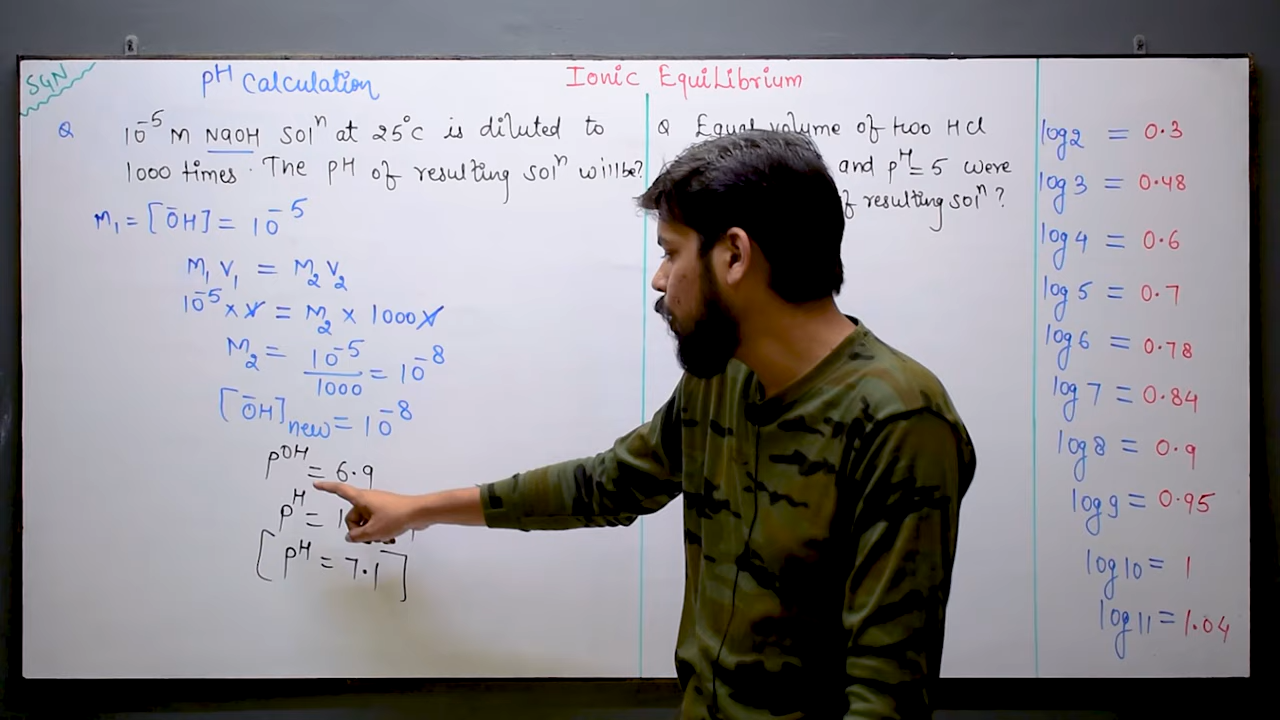 SGN
pH Calculation
Ionic Equilibrium
Q 10⁻⁵ M NaOH solⁿ at 25°C is diluted to
1000 times. The pH of resulting solⁿ will be?
M₁ = [ŌH] = 10⁻⁵
M₁V₁ = M₂V₂
10⁻⁵ × V = M₂ × 1000 V
M₂ = 10⁻⁵/1000 = 10⁻⁸
[ŌH]new = 10⁻⁸
pOH = 6.9
pH = 1
[pH = 7.1]
Q Equal volume of two HCl
and pH = 5 were
of resulting solⁿ?
log 2 = 0.3
log 3 = 0.48
log 4 = 0.6
log 5 = 0.7
log 6 = 0.78
log 7 = 0.84
log 8 = 0.9
log 9 = 0.95
log 10 = 1
log 11 = 1.04